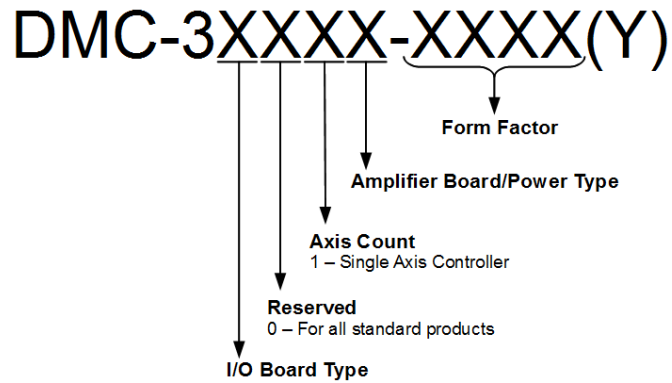 DMC-3XXXX-XXXX(Y)
Form Factor
Amplifier Board/Power Type
Axis Count
1 – Single Axis Controller
Reserved
0 – For all standard products
I/O Board Type